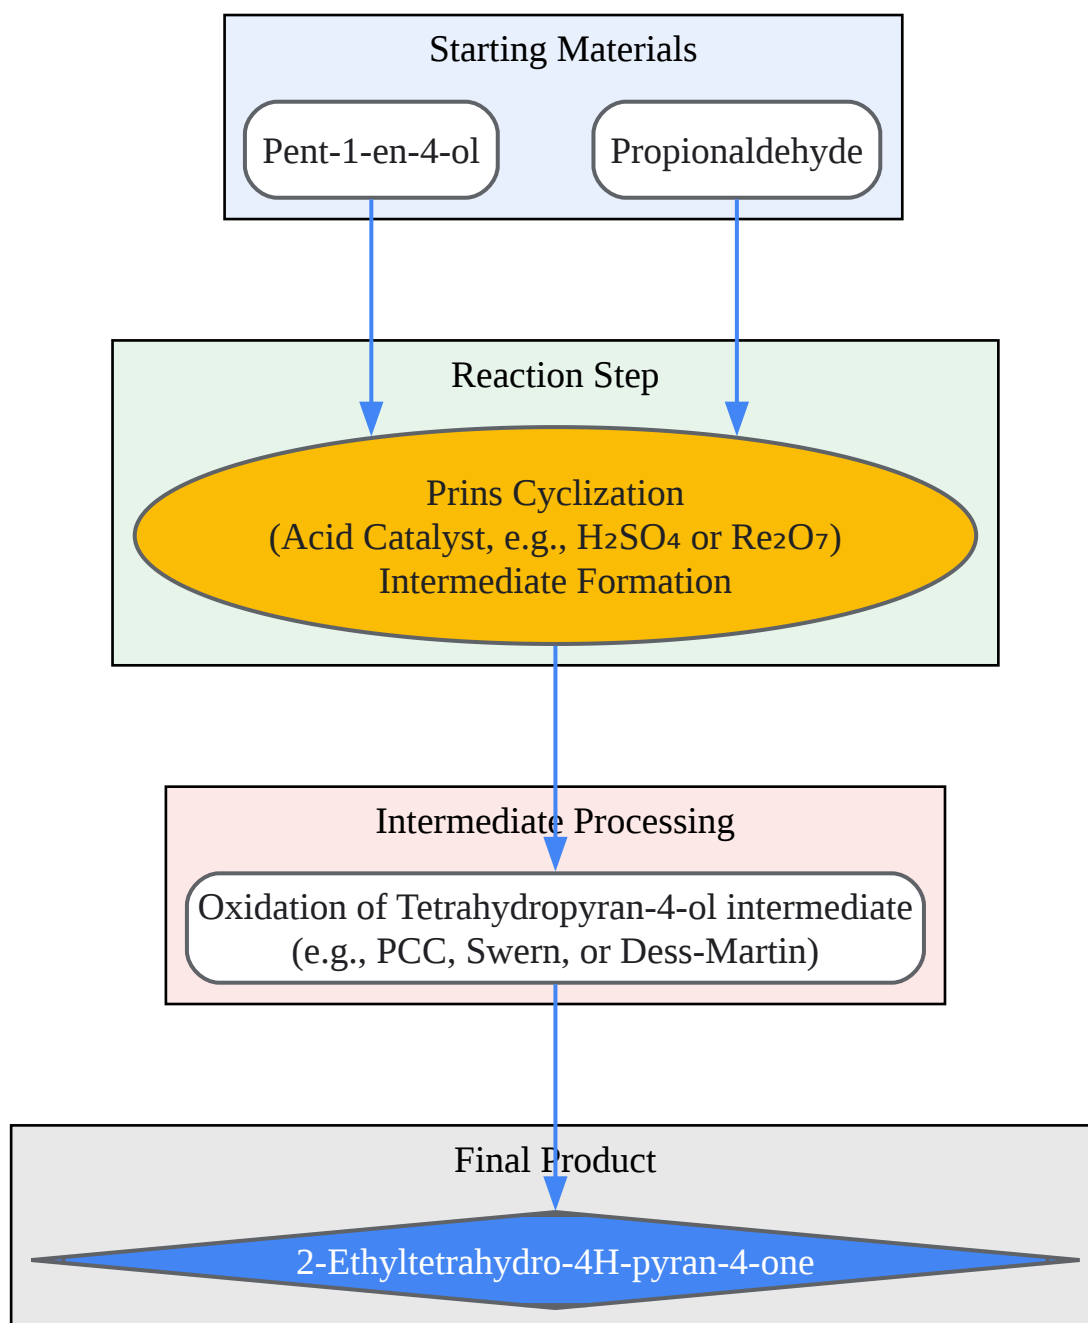 Starting Materials
Pent-1-en-4-ol
Propionaldehyde
Reaction Step
Prins Cyclization
(Acid Catalyst, e.g., H₂SO₄ or Re₂O₇)
Intermediate Formation
Intermediate Processing
Oxidation of Tetrahydropyran-4-ol intermediate
(e.g., PCC, Swern, or Dess-Martin)
Final Product
2-Ethyltetrahydro-4H-pyran-4-one